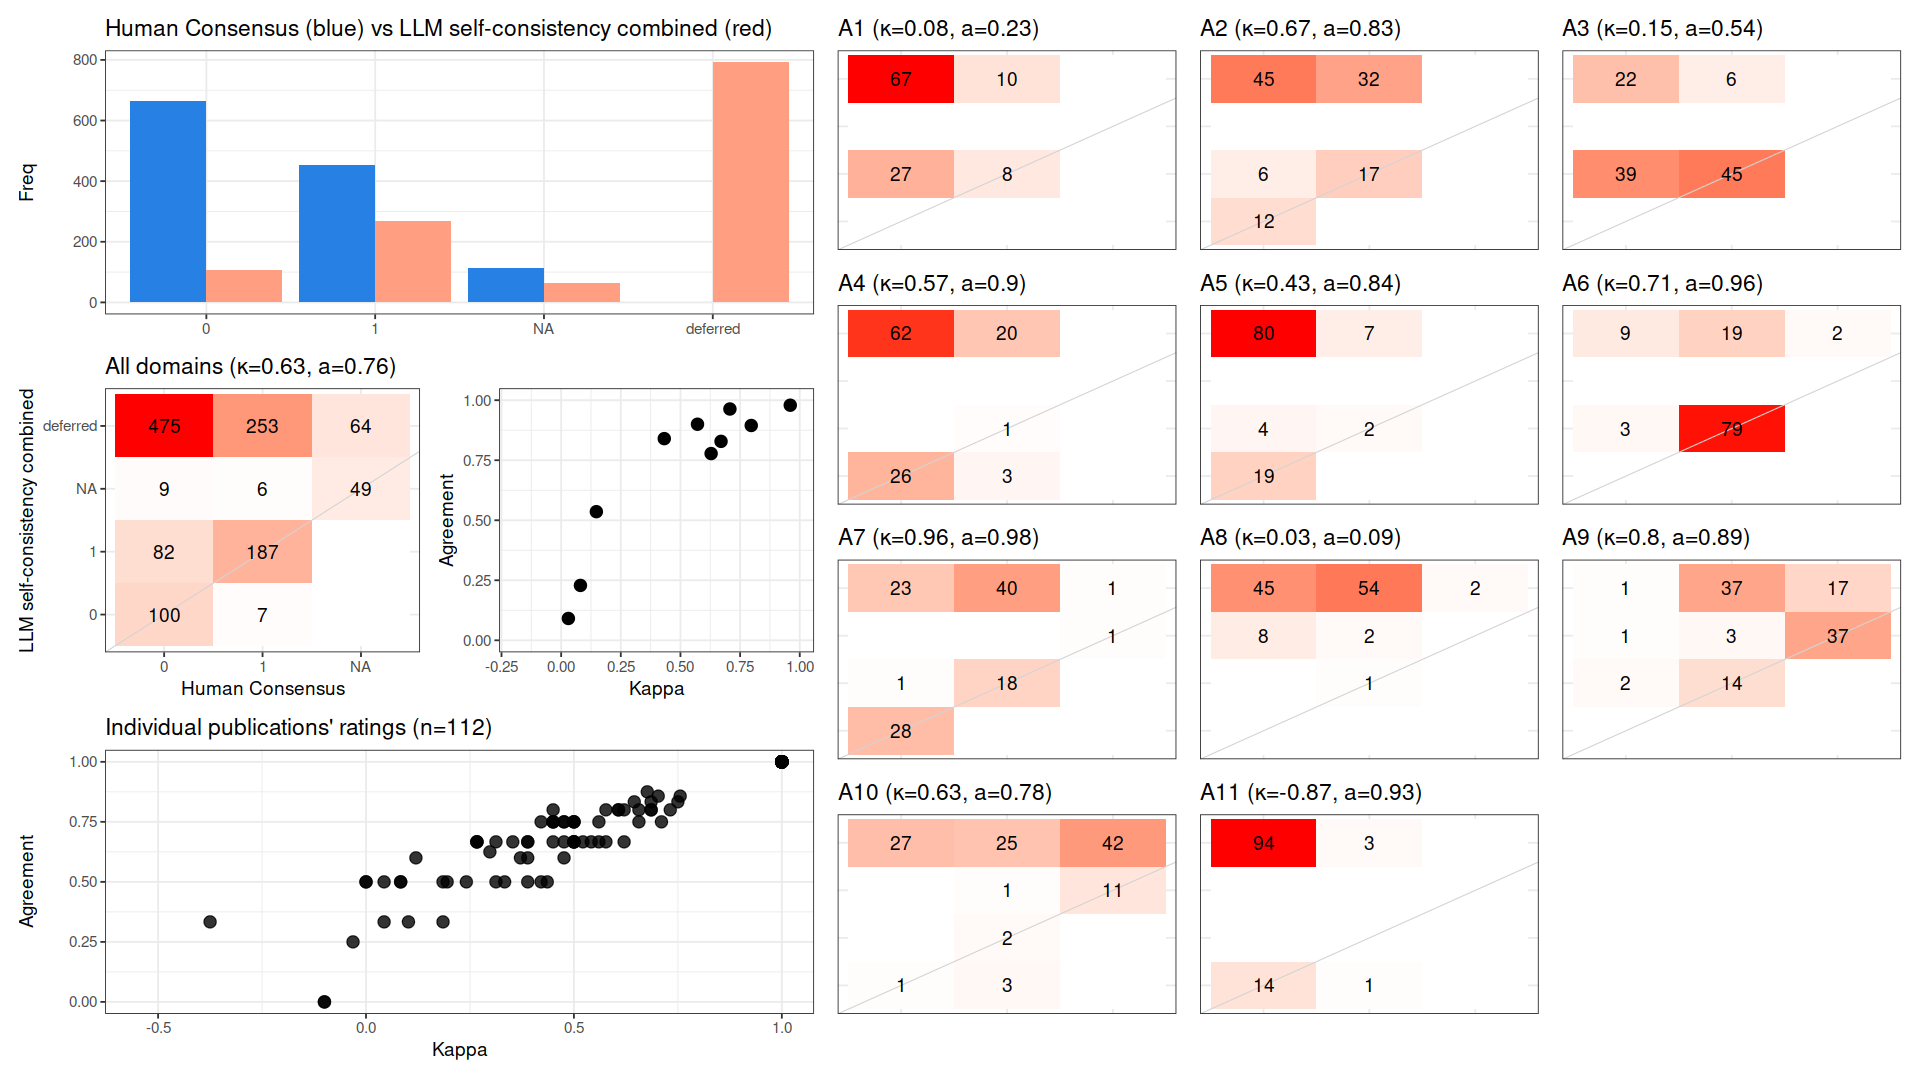 Human Consensus (blue) vs LLM self-consistency combined (red)
Freq
800
600
400
200
0
0 1 NA deferred
All domains (κ=0.63, a=0.76)
LLM self-consistency combined
deferred 475 253 64
NA 9 6 49
1 82 187
0 100 7
0 1 NA
Human Consensus
Agreement
1.00
0.75
0.50
0.25
0.00
-0.25 0.00 0.25 0.50 0.75 1.00
Kappa
Individual publications' ratings (n=112)
Agreement
1.00
0.75
0.50
0.25
0.00
-0.5 0.0 0.5 1.0
Kappa
A1 (κ=0.08, a=0.23)
67 10
27 8
A2 (κ=0.67, a=0.83)
45 32
6 17
12
A3 (κ=0.15, a=0.54)
22 6
39 45
A4 (κ=0.57, a=0.9)
62 20
1
26 3
A5 (κ=0.43, a=0.84)
80 7
4 2
19
A6 (κ=0.71, a=0.96)
9 19 2
3 79
A7 (κ=0.96, a=0.98)
23 40 1
1
1 18
28
A8 (κ=0.03, a=0.09)
45 54 2
8 2
1
A9 (κ=0.8, a=0.89)
1 37 17
1 3 37
2 14
A10 (κ=0.63, a=0.78)
27 25 42
1 11
2
1 3
A11 (κ=-0.87, a=0.93)
94 3
14 1